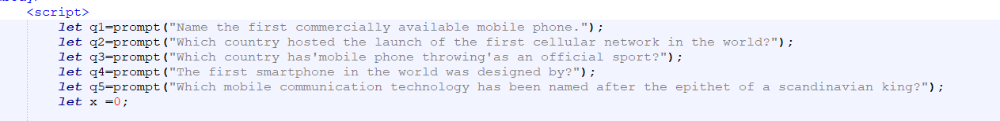 <script>
let q1=prompt("Name the first commercially available mobile phone.");
let q2=prompt("Which country hosted the launch of the first cellular network in the world?");
let q3=prompt("Which country has'mobile phone throwing'as an official sport?");
let q4=prompt("The first smartphone in the world was designed by?");
let q5=prompt("Which mobile communication technology has been named after the epithet of a scandinavian king?");
let x =0;